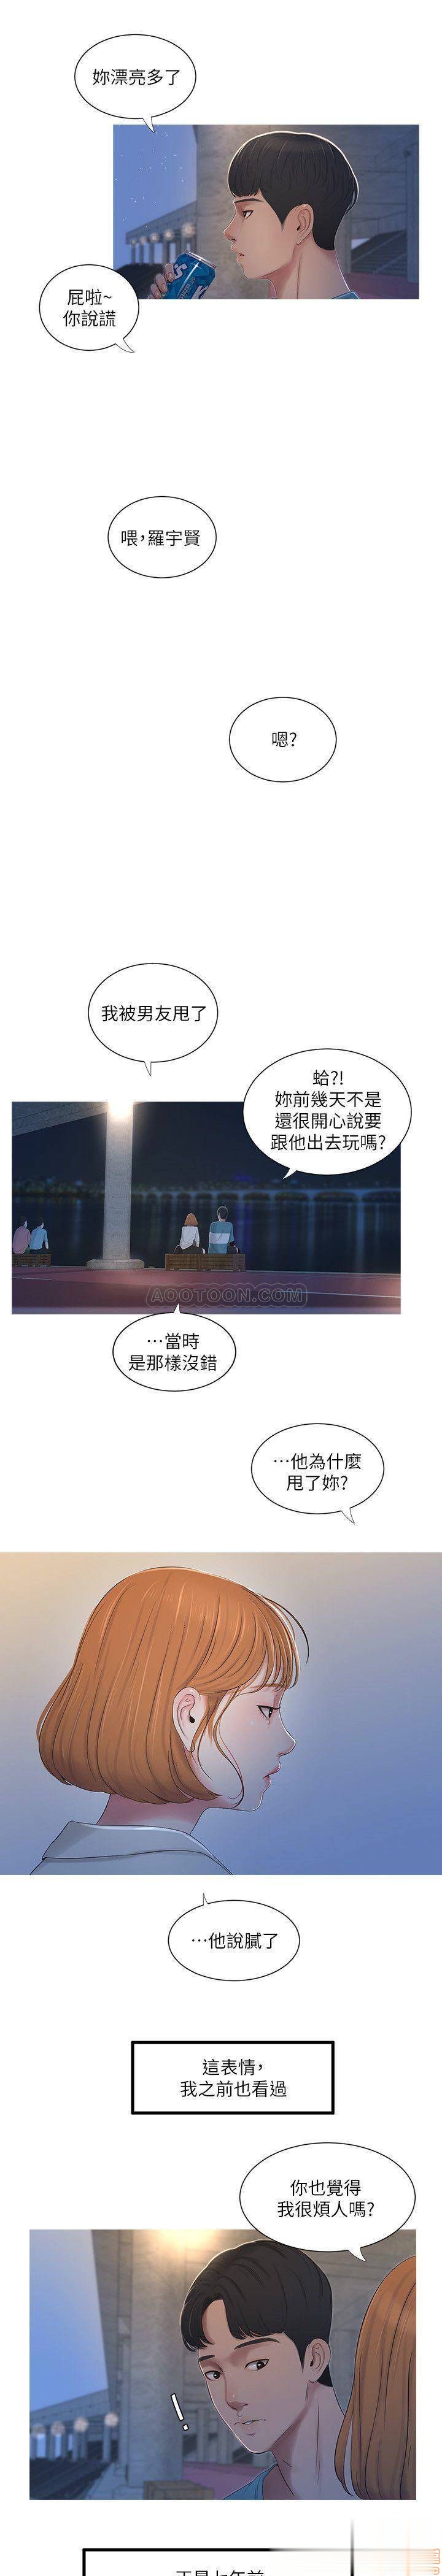 妳漂亮多了
屁啦~
你說謊
喂，羅宇賢
嗯?
我被男友甩了
蛤?!
妳前幾天不是
還很開心說要
跟他出去玩嗎?
AOOTOON.COM
…當時
是那樣沒錯
…他為什麼
甩了妳?
…他說膩了
這表情，
我之前也看過
你也覺得
我很煩人嗎?